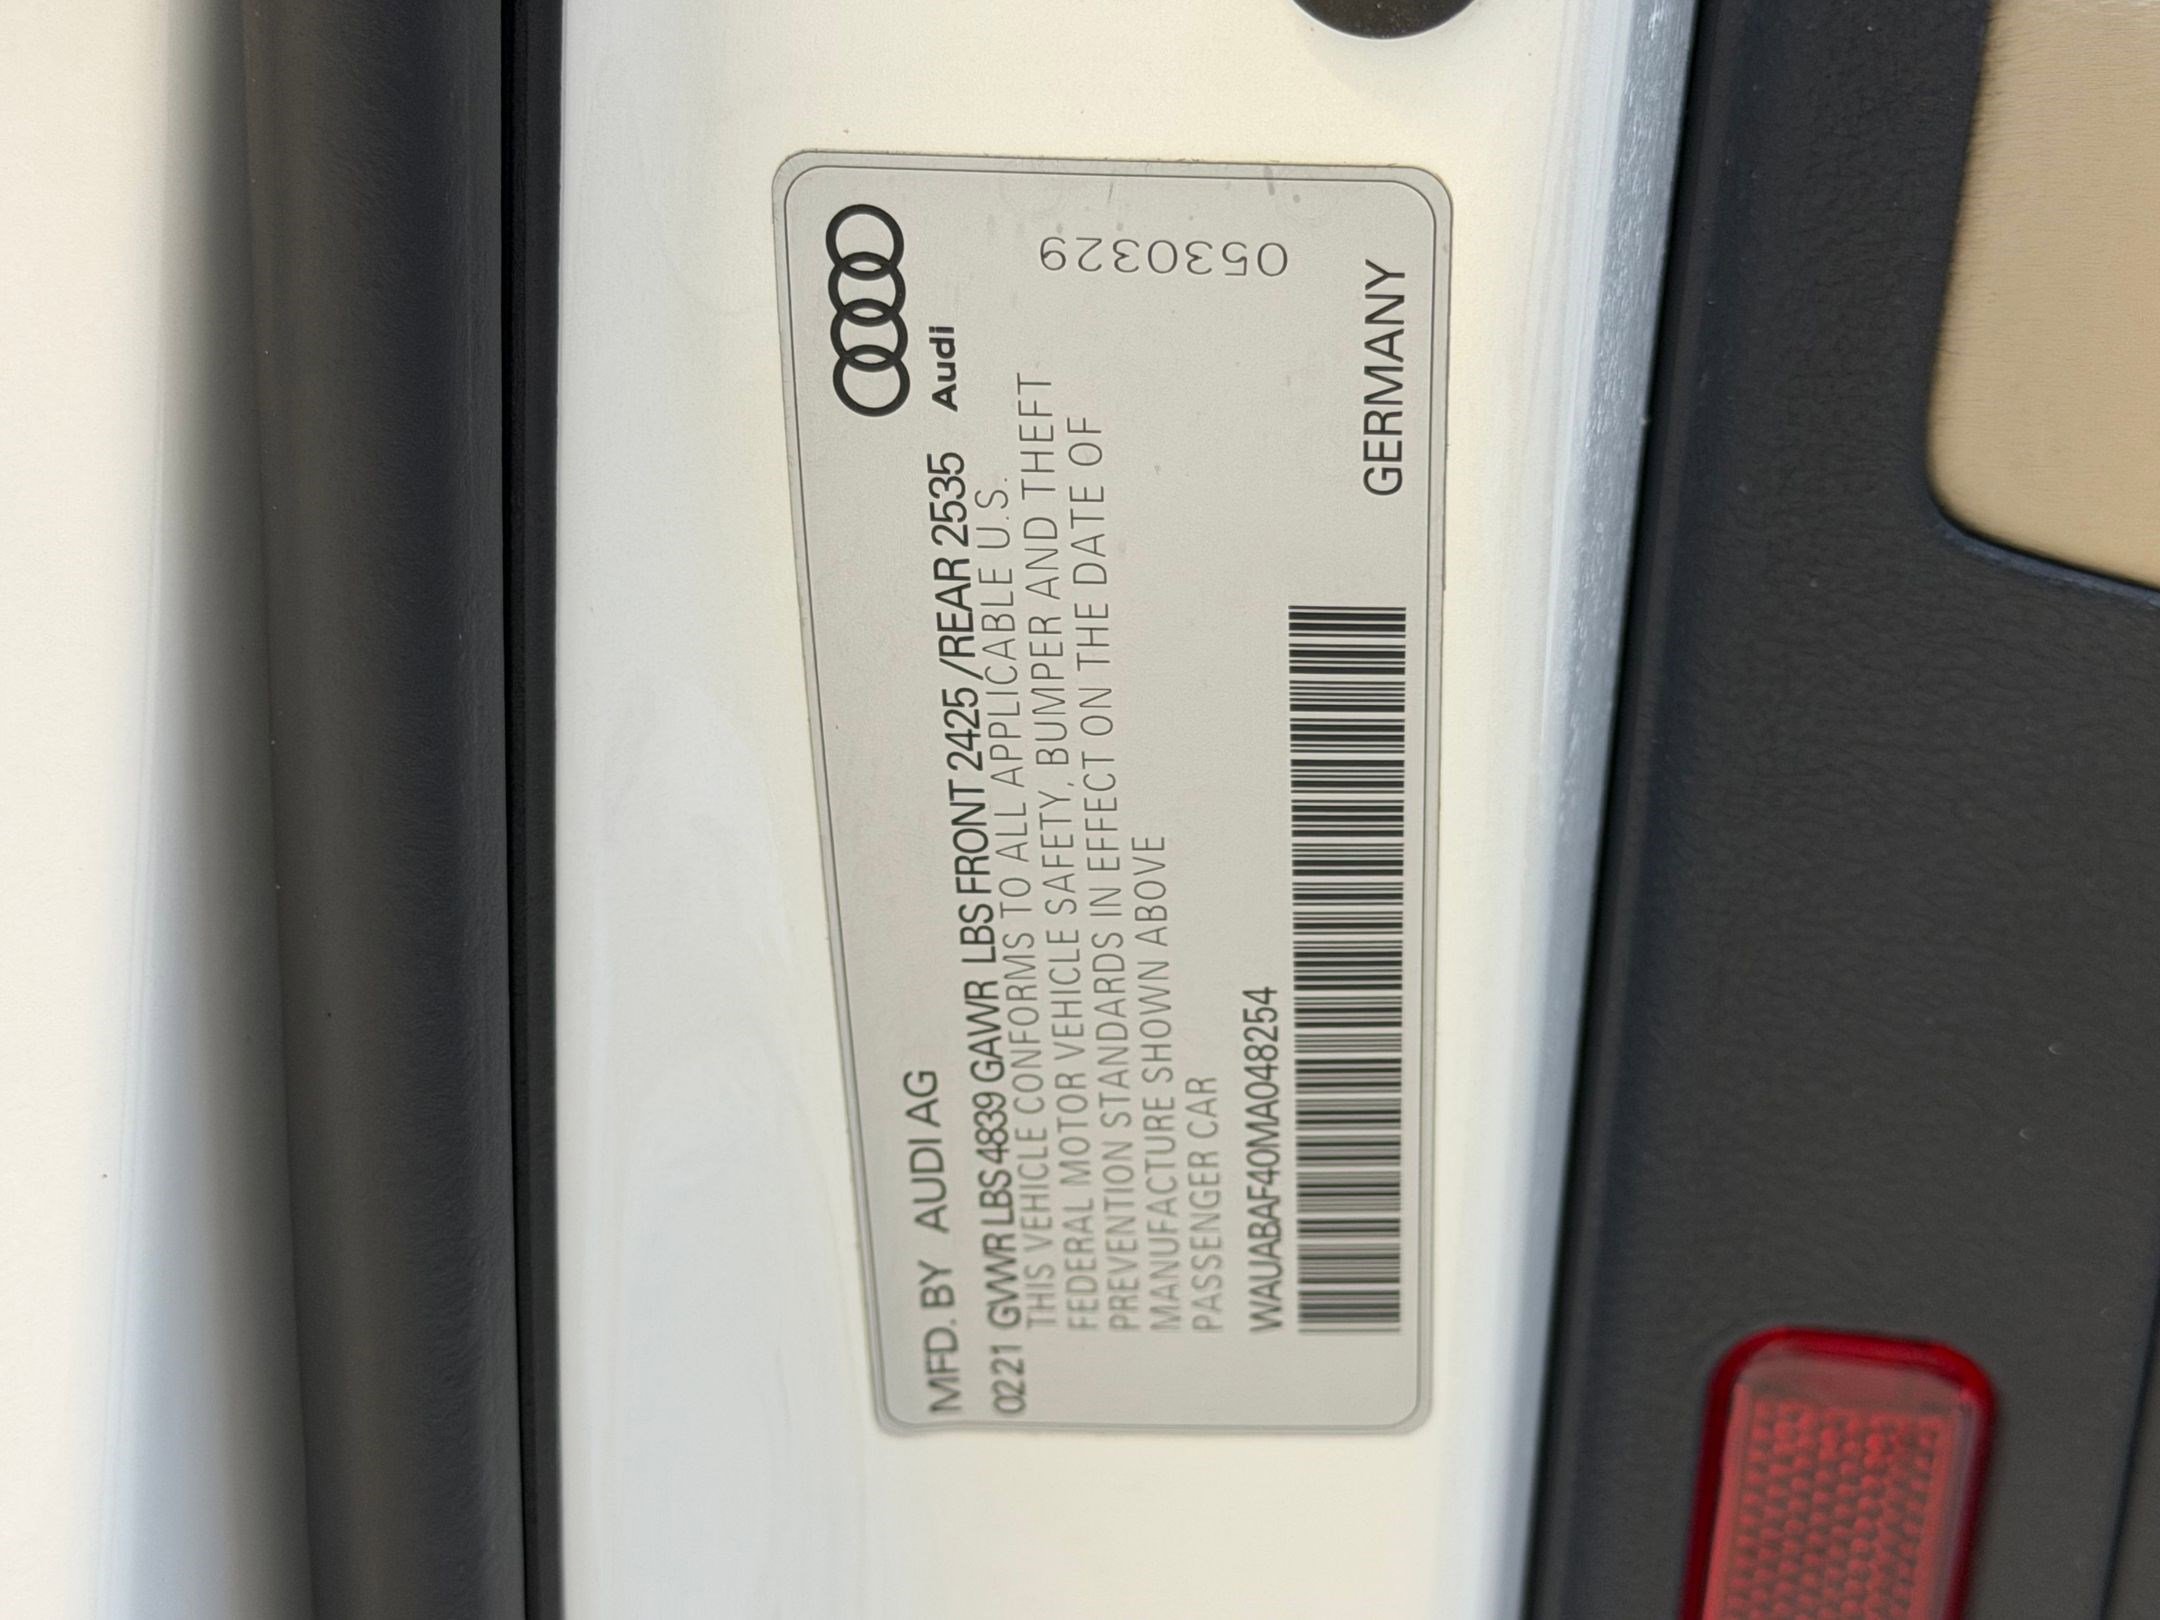 Audi
MFD. BY AUDI AG
0221 GVWR LBS 4839 GAWR LBS FRONT 2425 /REAR 2535
THIS VEHICLE CONFORMS TO ALL APPLICABLE U.S.
FEDERAL MOTOR VEHICLE SAFETY, BUMPER AND THEFT
PREVENTION STANDARDS IN EFFECT ON THE DATE OF
MANUFACTURE SHOWN ABOVE
PASSENGER CAR
WAUABAF40MA048254
0530329
GERMANY